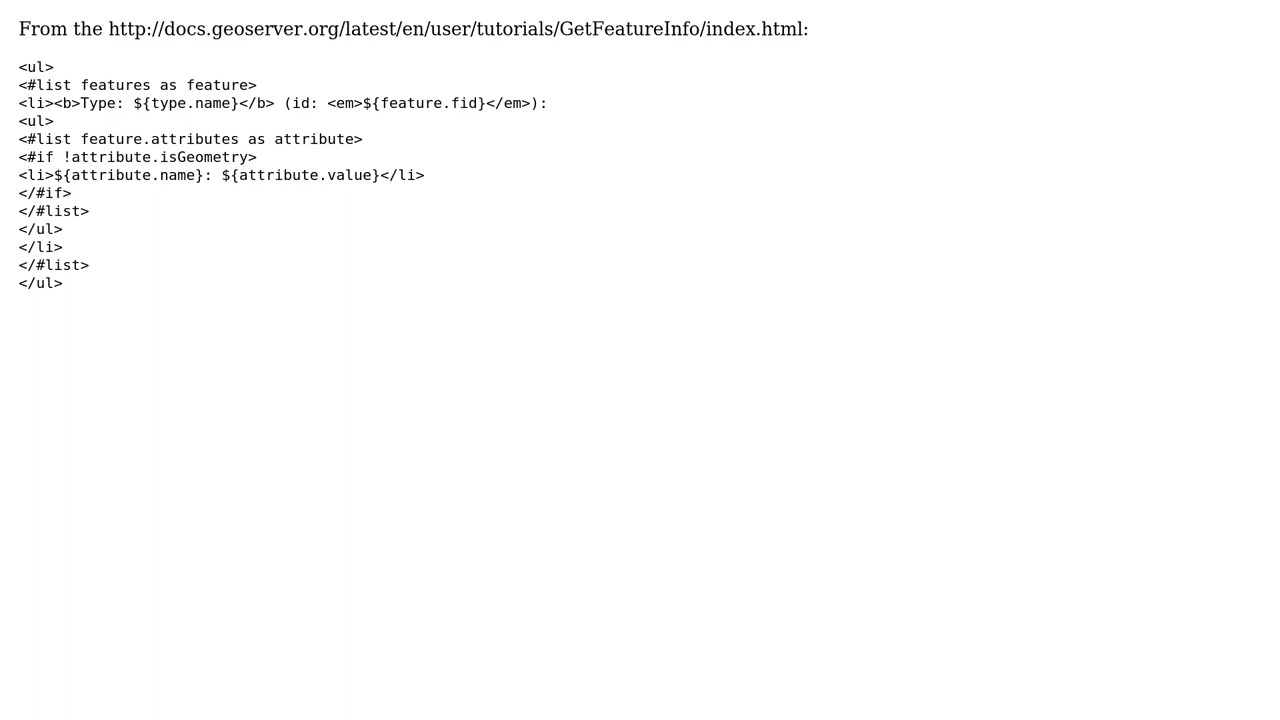 From the http://docs.geoserver.org/latest/en/user/tutorials/GetFeatureInfo/index.html:
<ul>
<#list features as feature>
<li><b>Type: ${type.name}</b> (id: <em>${feature.fid}</em>):
<ul>
<#list feature.attributes as attribute>
<#if !attribute.isGeometry>
<li>${attribute.name}: ${attribute.value}</li>
</#if>
</#list>
</ul>
</li>
</#list>
</ul>